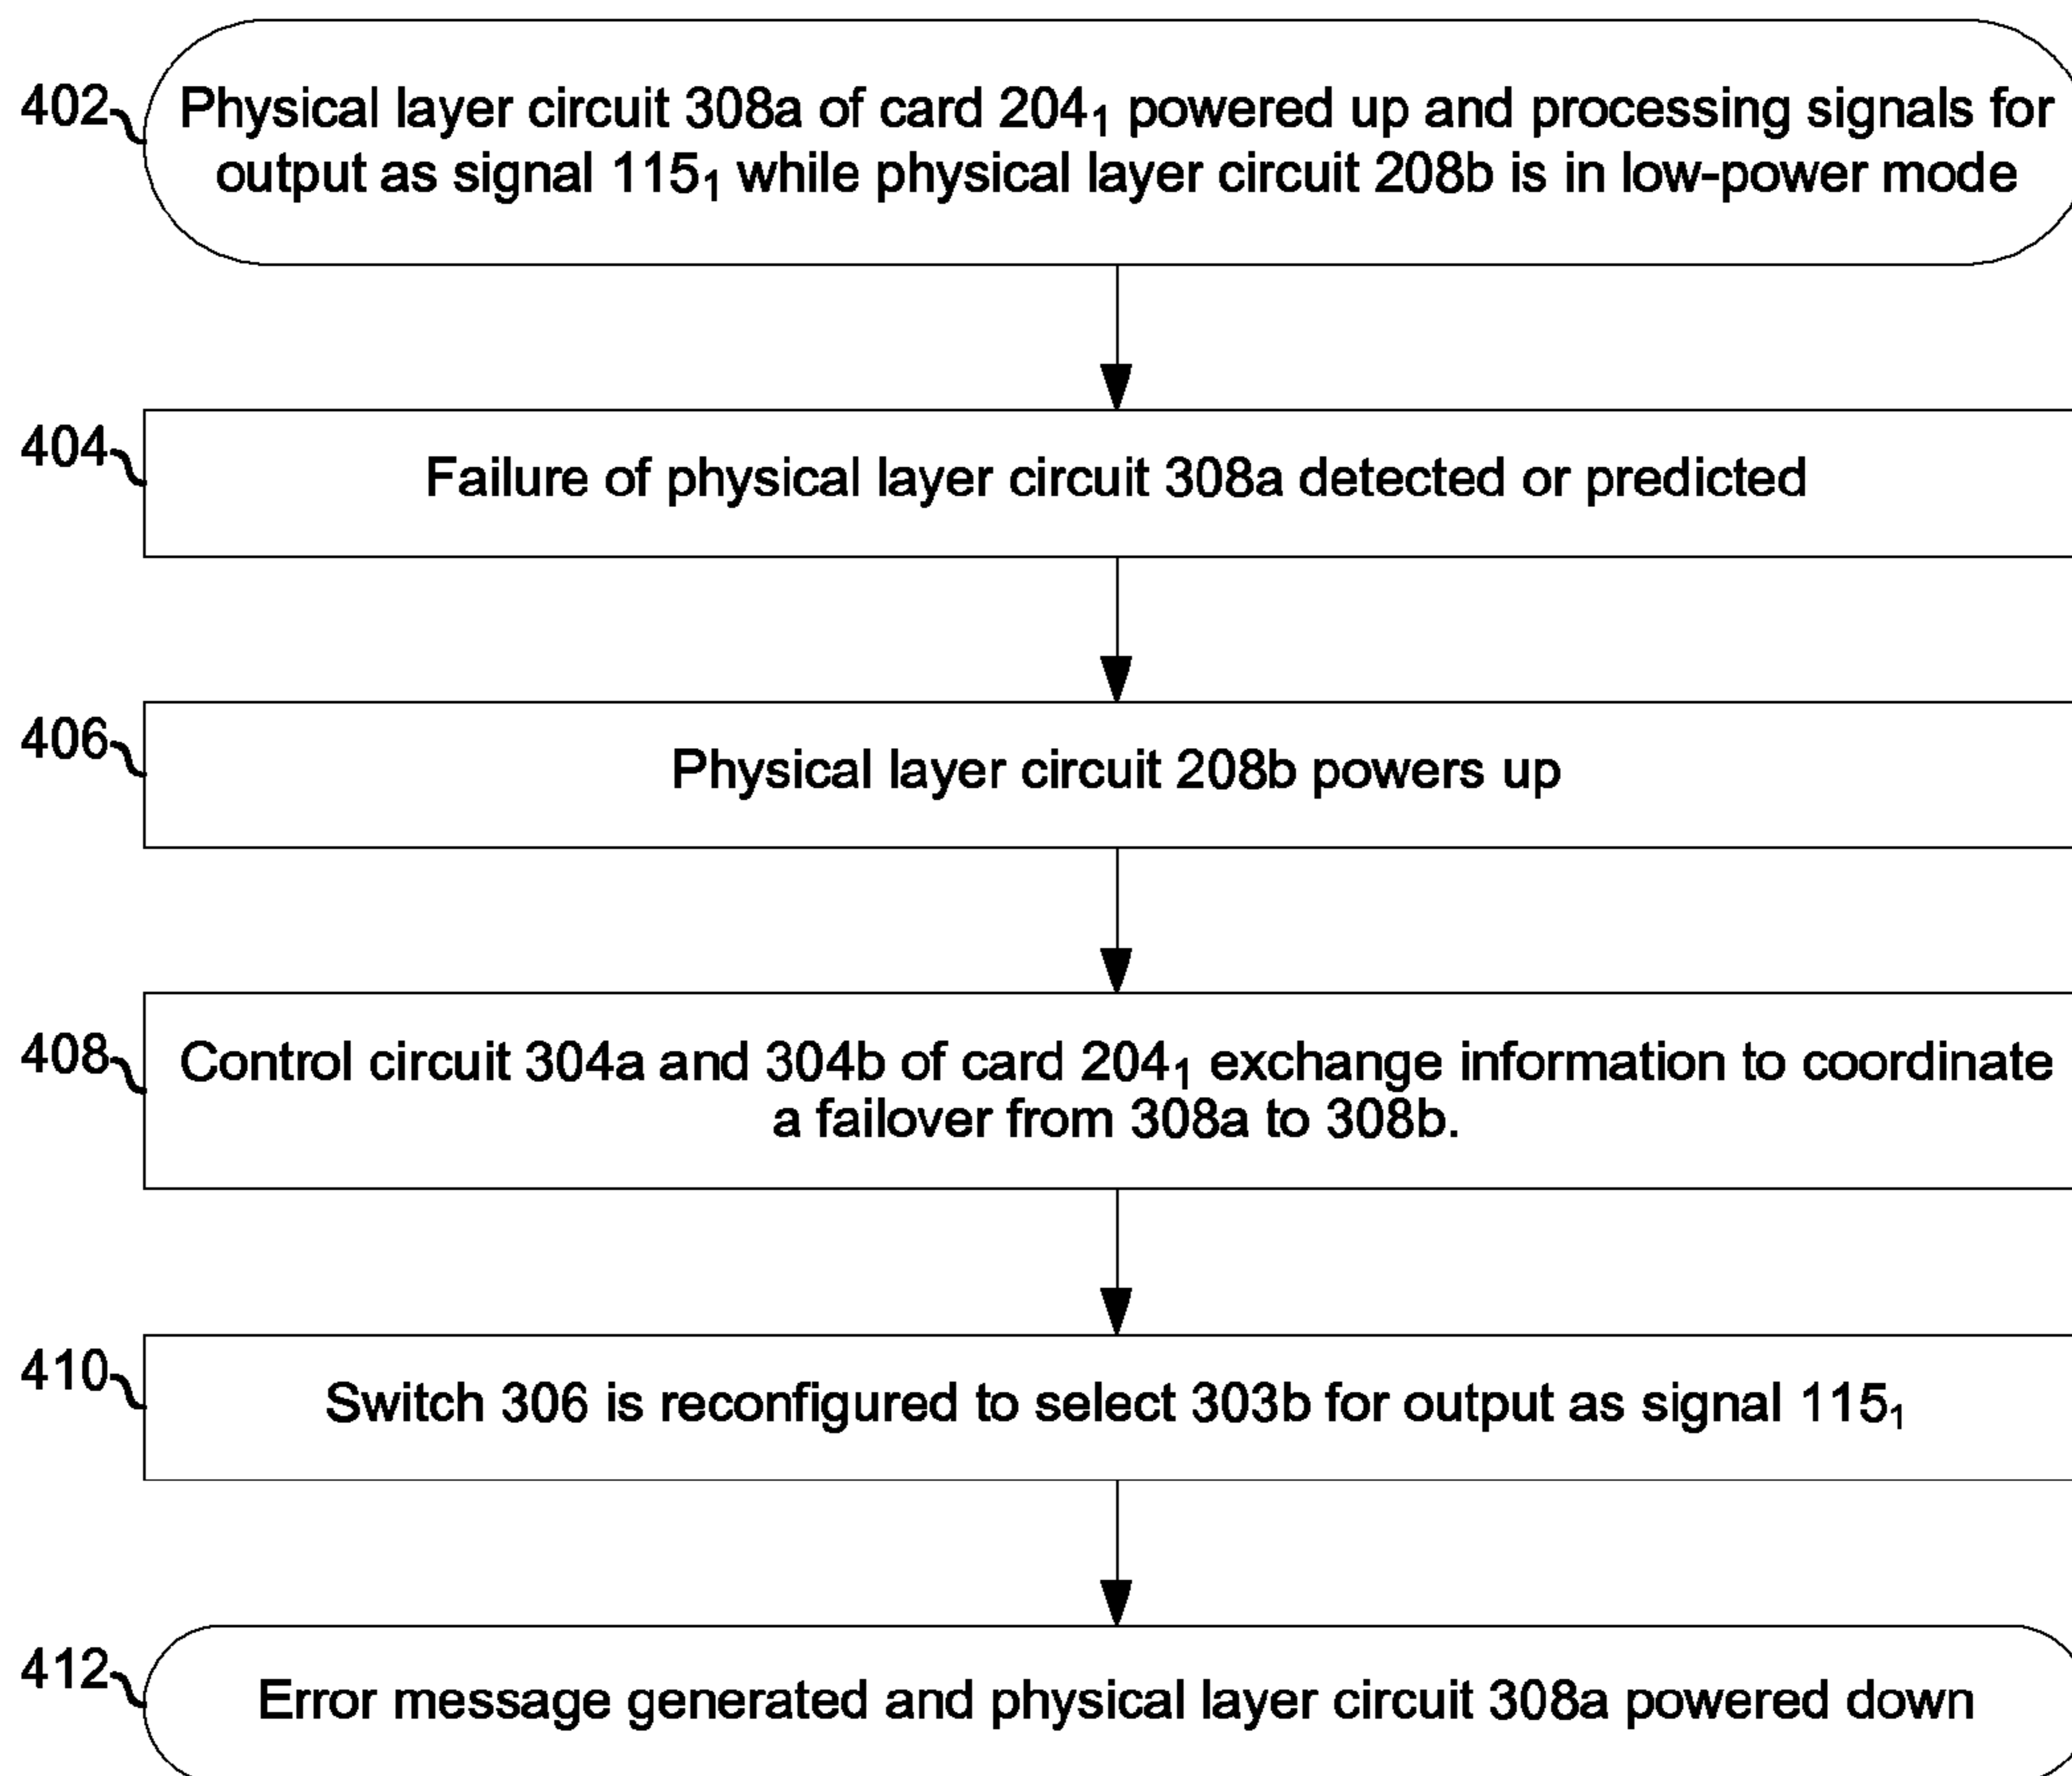 402
Physical layer circuit 308a of card 204₁ powered up and processing signals for
output as signal 115₁ while physical layer circuit 208b is in low-power mode
404
Failure of physical layer circuit 308a detected or predicted
406
Physical layer circuit 208b powers up
408
Control circuit 304a and 304b of card 204₁ exchange information to coordinate
a failover from 308a to 308b.
410
Switch 306 is reconfigured to select 303b for output as signal 115₁
412
Error message generated and physical layer circuit 308a powered down